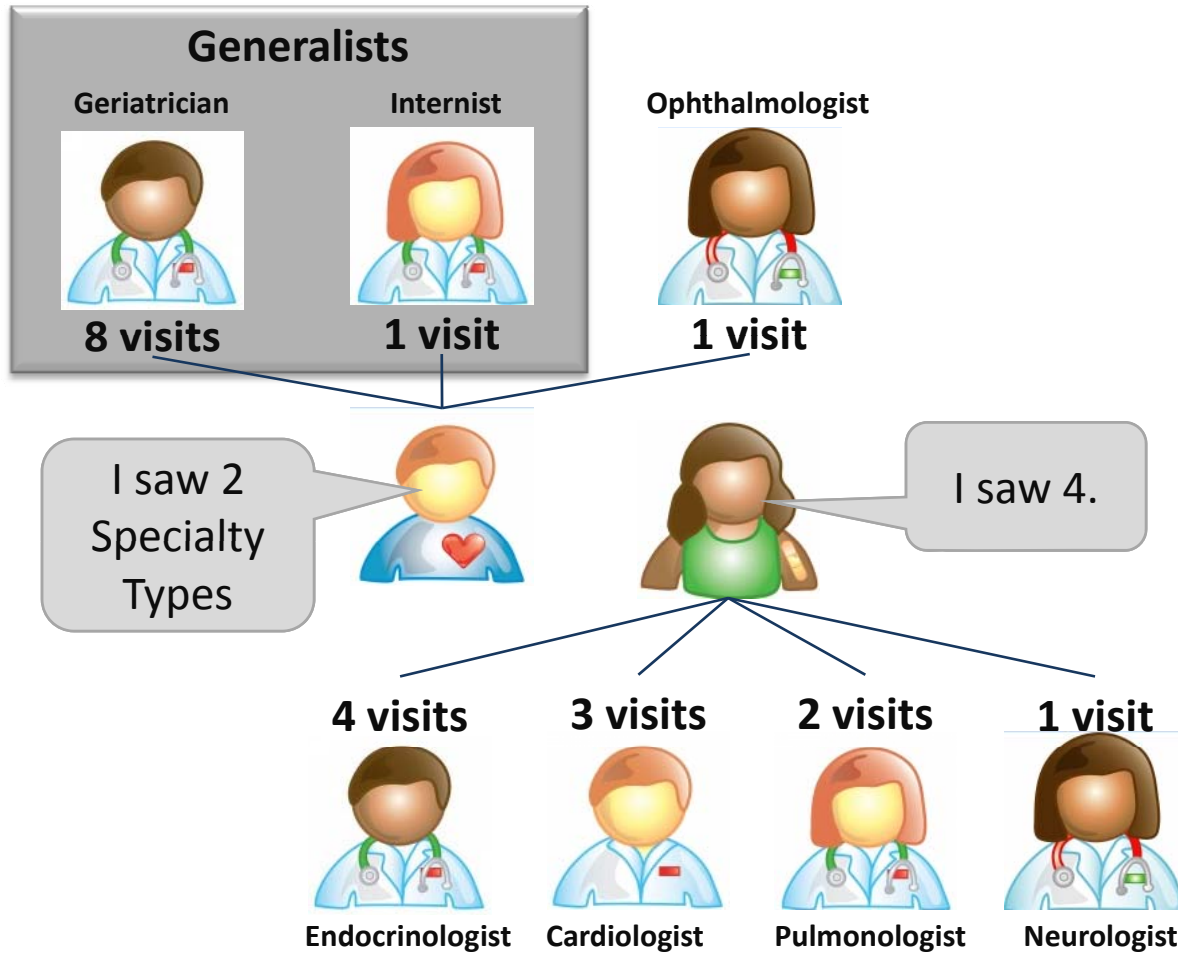 Generalists
Geriatrician Internist Ophthalmologist
8 visits 1 visit 1 visit
I saw 2
Specialty
Types
I saw 4.
4 visits 3 visits 2 visits 1 visit
Endocrinologist Cardiologist Pulmonologist Neurologist